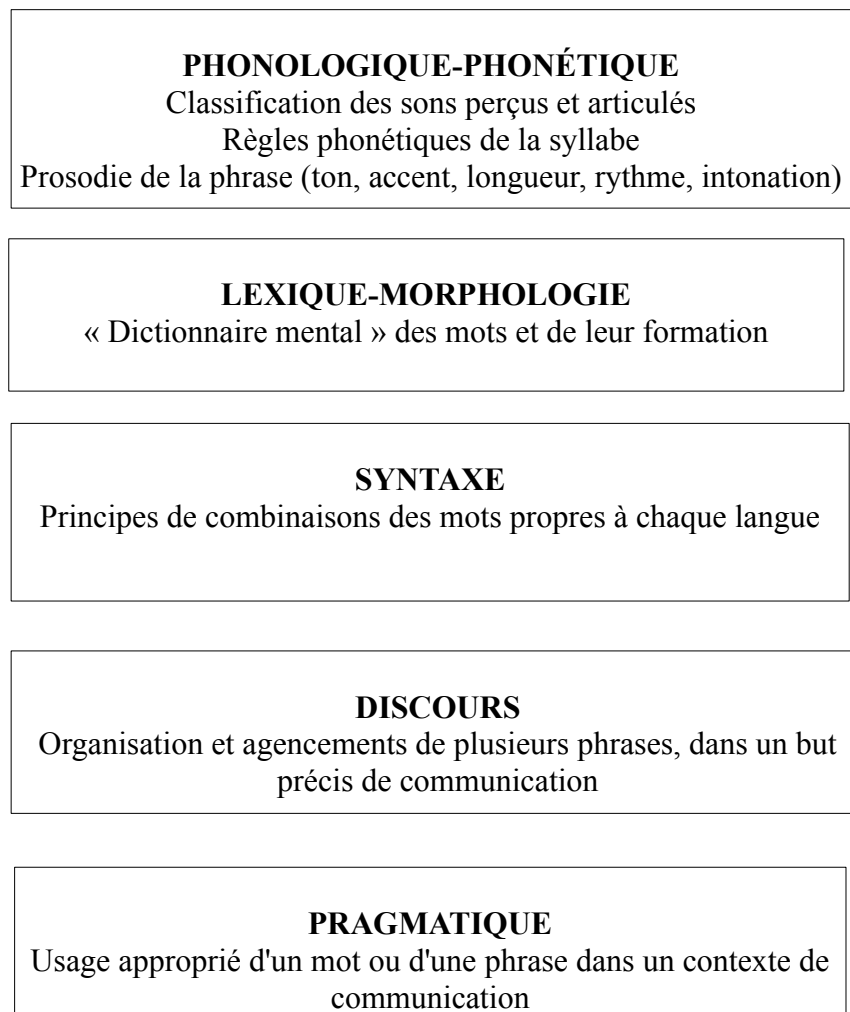 PHONOLOGIQUE-PHONÉTIQUE
Classification des sons perçus et articulés
Règles phonétiques de la syllabe
Prosodie de la phrase (ton, accent, longueur, rythme, intonation)
LEXIQUE-MORPHOLOGIE
« Dictionnaire mental » des mots et de leur formation
SYNTAXE
Principes de combinaisons des mots propres à chaque langue
DISCOURS
Organisation et agencements de plusieurs phrases, dans un but
précis de communication
PRAGMATIQUE
Usage approprié d'un mot ou d'une phrase dans un contexte de
communication